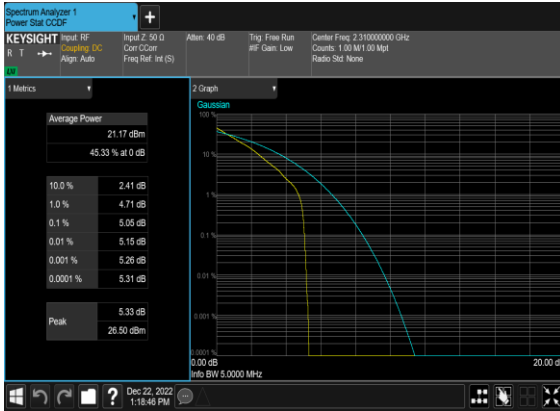 Spectrum Analyzer 1
Power Stat CCDF
+
KEYSIGHT
R T
Input: RF
Coupling: DC
Align: Auto
Input Z: 50 Ω
Corr CCorr
Freq Ref: Int (S)
Atten: 40 dB
Trig: Free Run
#IF Gain: Low
Center Freq: 2.310000000 GHz
Counts: 1.00 M/1.00 Mpt
Radio Std: None
1 Metrics
Average Power
21.17 dBm
45.33 % at 0 dB
10.0 % 2.41 dB
1.0 % 4.71 dB
0.1 % 5.05 dB
0.01 % 5.15 dB
0.001 % 5.26 dB
0.0001 % 5.31 dB
Peak
5.33 dB
26.50 dBm
2 Graph
Gaussian
100 %
10 %
1 %
0.1 %
0.01 %
0.001 %
0.0001 %
0.00 dB
20.00 d
Info BW 5.0000 MHz
?
Dec 22, 2022
1:18:46 PM